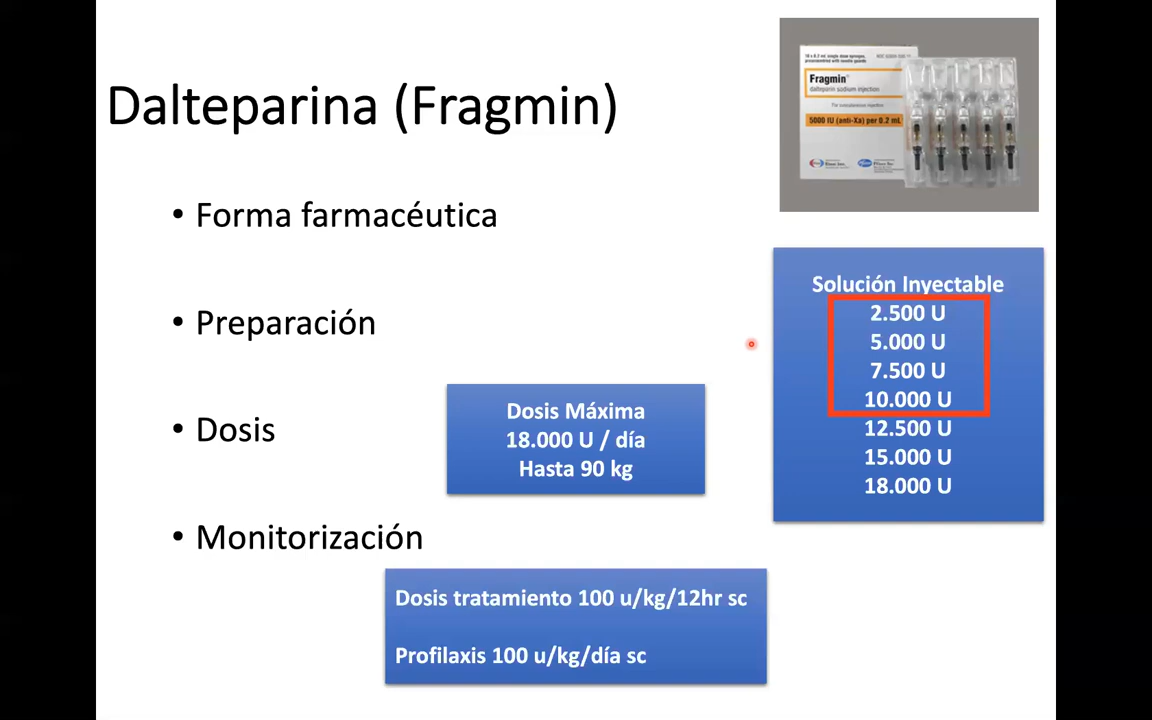 Dalteparina (Fragmin)
• Forma farmacéutica
• Preparación
• Dosis
• Monitorización
Fragmin
dalteparin sodium injection
5000 IU (anti-Xa) per 0.2 mL
Solución Inyectable
2.500 U
5.000 U
7.500 U
10.000 U
12.500 U
15.000 U
18.000 U
Dosis Máxima
18.000 U / día
Hasta 90 kg
Dosis tratamiento 100 u/kg/12hr sc
Profilaxis 100 u/kg/día sc